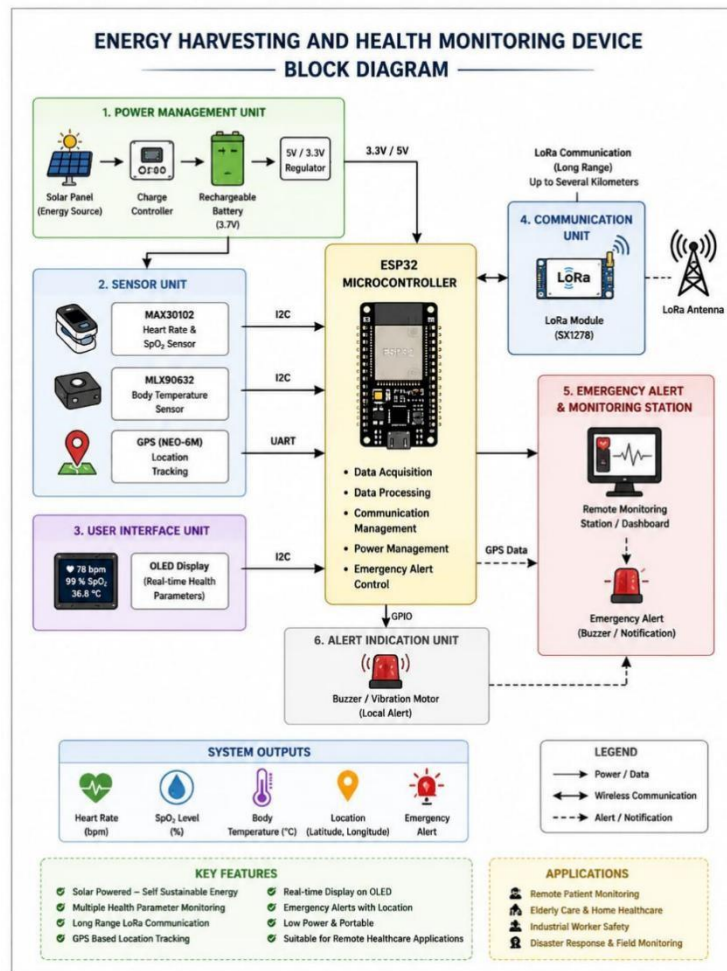 ENERGY HARVESTING AND HEALTH MONITORING DEVICE
BLOCK DIAGRAM
1. POWER MANAGEMENT UNIT
Solar Panel
(Energy Source)
Charge
Controller
Rechargeable
Battery
(3.7V)
5V / 3.3V
Regulator
3.3V / 5V
LoRa Communication
(Long Range)
Up to Several Kilometers
4. COMMUNICATION
UNIT
LoRa
LoRa Module
(SX1278)
LoRa Antenna
2. SENSOR UNIT
MAX30102
Heart Rate &
SpO₂ Sensor
I2C
MLX90632
Body Temperature
Sensor
I2C
GPS (NEO-6M)
Location
Tracking
UART
ESP32
MICROCONTROLLER
ESP32
• Data Acquisition
• Data Processing
• Communication
Management
• Power Management
• Emergency Alert
Control
3. USER INTERFACE UNIT
♥ 78 bpm
99 % SpO₂
36.8 °C
OLED Display
(Real-time Health
Parameters)
I2C
5. EMERGENCY ALERT
& MONITORING STATION
Remote Monitoring
Station / Dashboard
GPS Data
Emergency Alert
(Buzzer / Notification)
GPIO
6. ALERT INDICATION UNIT
Buzzer / Vibration Motor
(Local Alert)
SYSTEM OUTPUTS
Heart Rate
(bpm)
SpO₂ Level
(%)
Body
Temperature (°C)
Location
(Latitude, Longitude)
Emergency
Alert
LEGEND
Power / Data
Wireless Communication
Alert / Notification
KEY FEATURES
Solar Powered – Self Sustainable Energy
Multiple Health Parameter Monitoring
Long Range LoRa Communication
GPS Based Location Tracking
Real-time Display on OLED
Emergency Alerts with Location
Low Power & Portable
Suitable for Remote Healthcare Applications
APPLICATIONS
Remote Patient Monitoring
Elderly Care & Home Healthcare
Industrial Worker Safety
Disaster Response & Field Monitoring